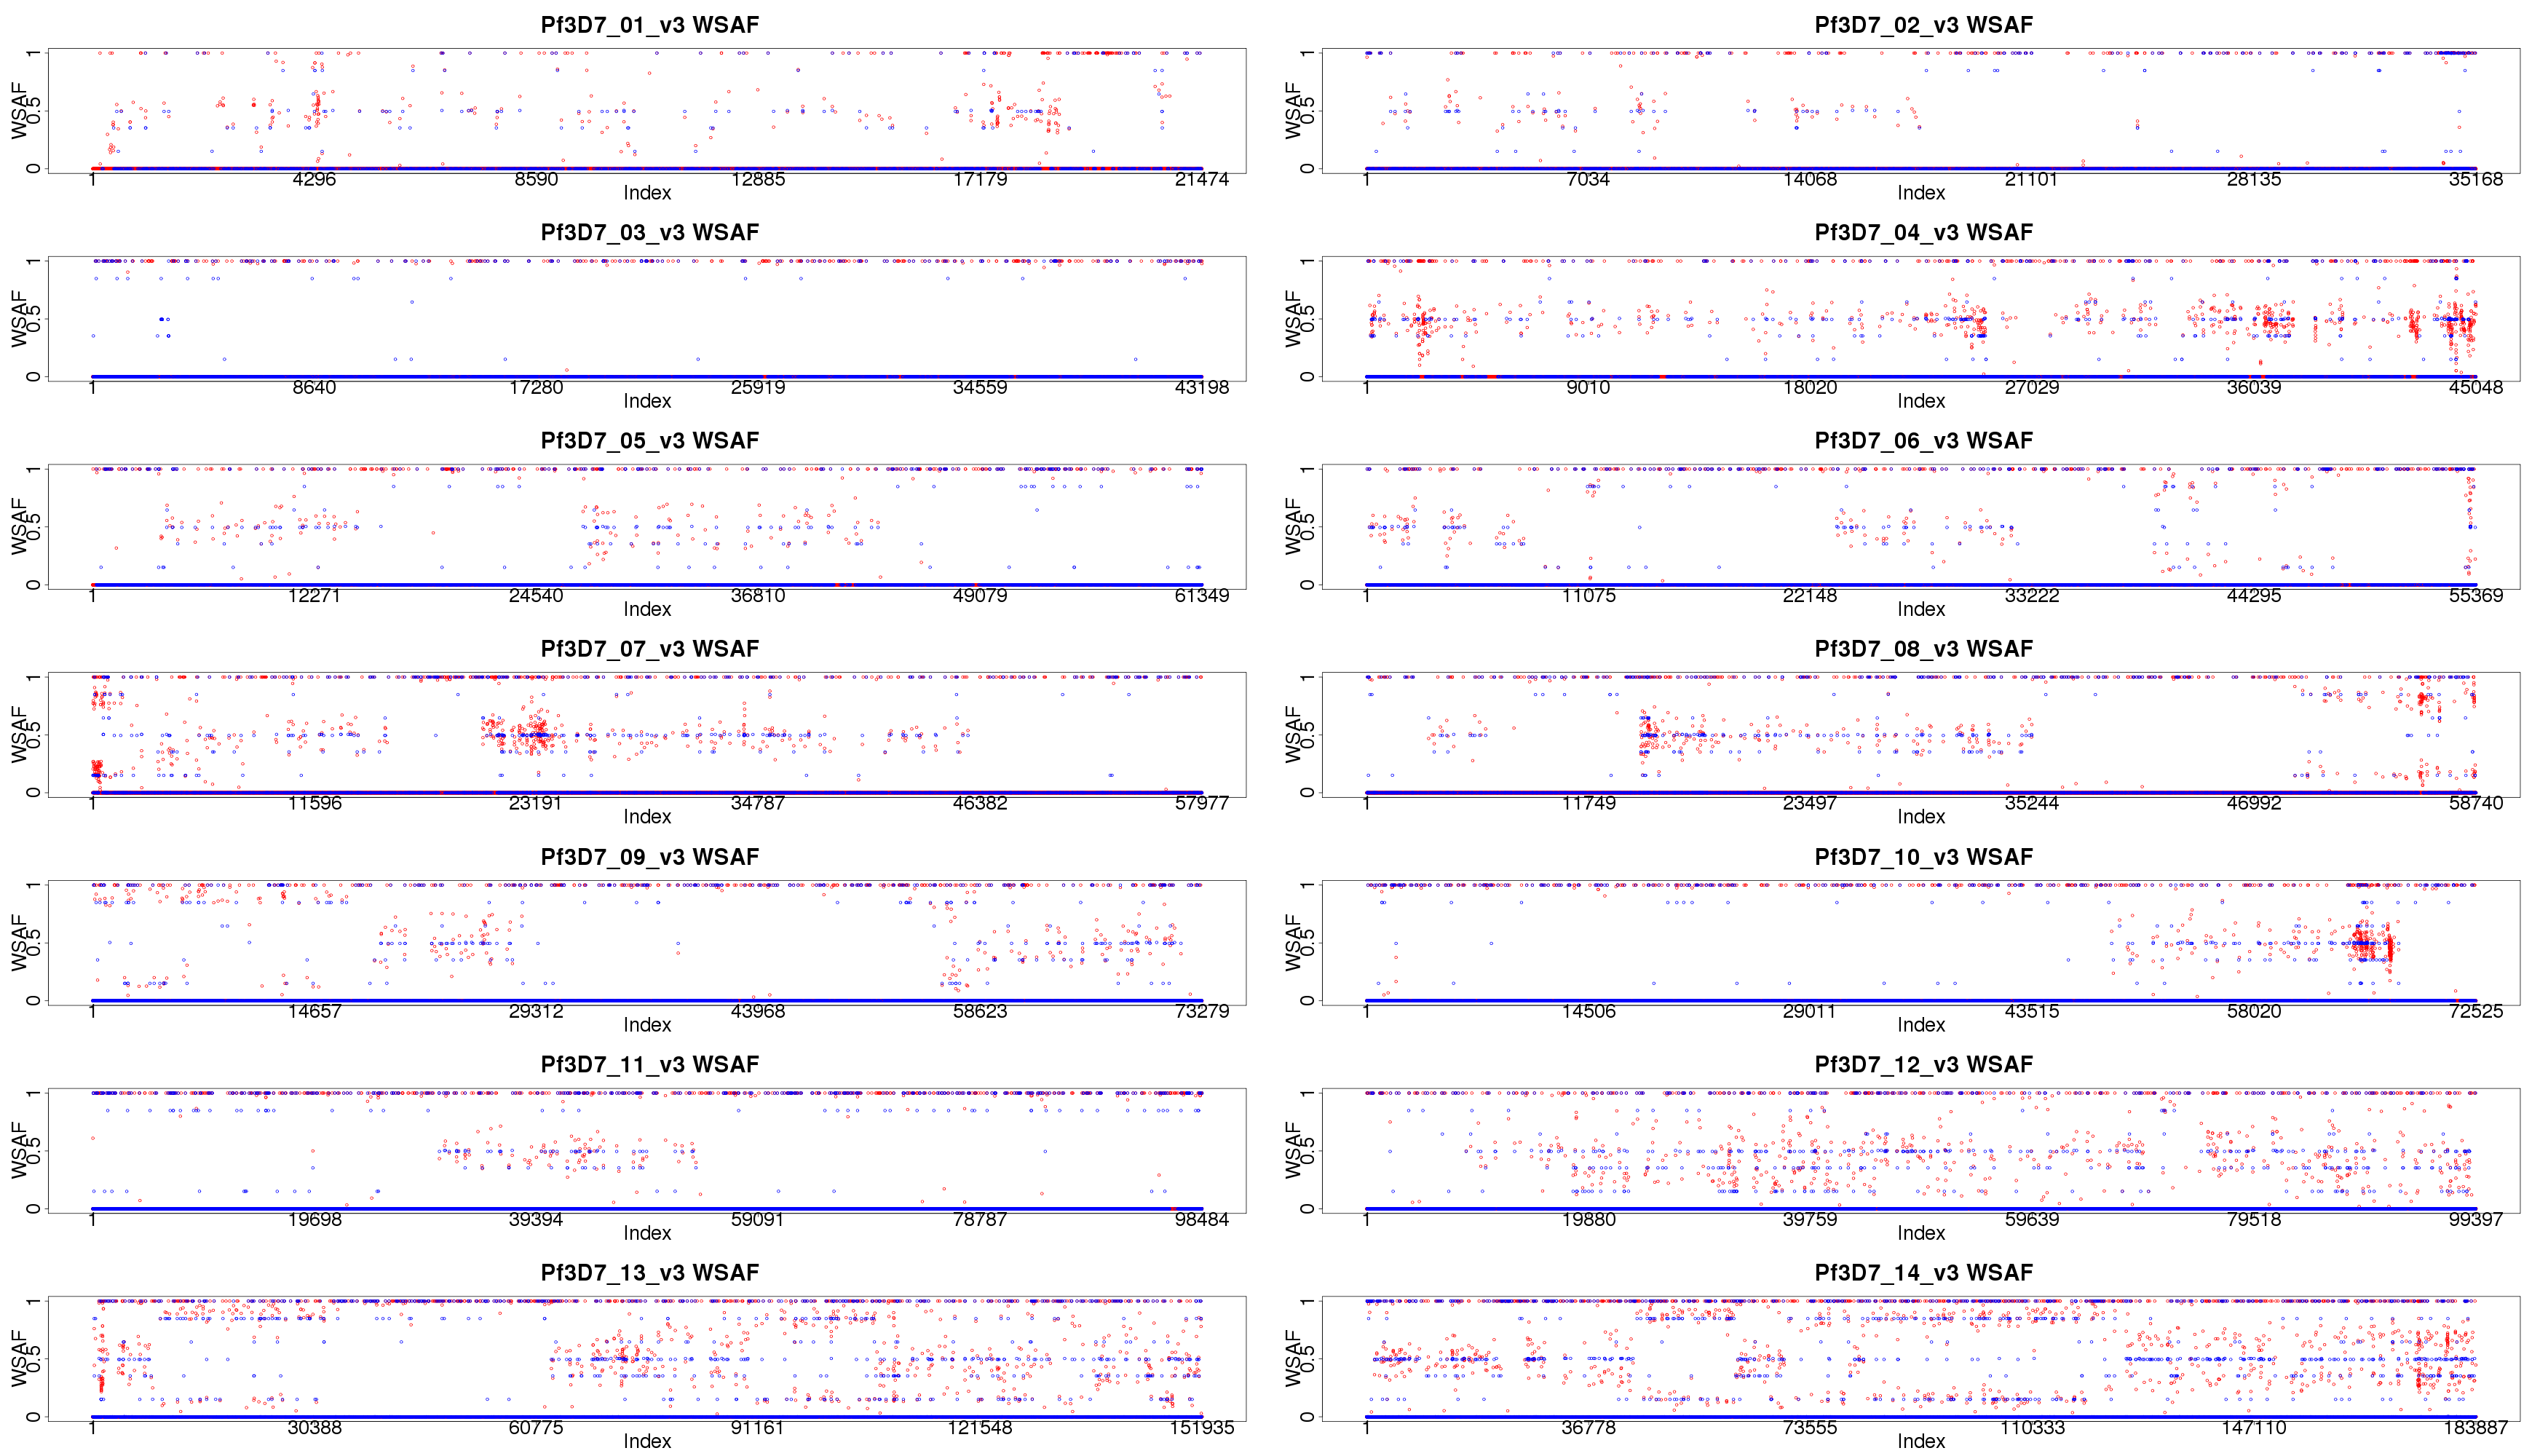 Pf3D7_01_v3 WSAF
WSAF
0 0.5 1
1 4296 8590 12885 17179 21474
Index
Pf3D7_02_v3 WSAF
WSAF
0 0.5 1
1 7034 14068 21101 28135 35168
Index
Pf3D7_03_v3 WSAF
WSAF
0 0.5 1
1 8640 17280 25919 34559 43198
Index
Pf3D7_04_v3 WSAF
WSAF
0 0.5 1
1 9010 18020 27029 36039 45048
Index
Pf3D7_05_v3 WSAF
WSAF
0 0.5 1
1 12271 24540 36810 49079 61349
Index
Pf3D7_06_v3 WSAF
WSAF
0 0.5 1
1 11075 22148 33222 44295 55369
Index
Pf3D7_07_v3 WSAF
WSAF
0 0.5 1
1 11596 23191 34787 46382 57977
Index
Pf3D7_08_v3 WSAF
WSAF
0 0.5 1
1 11749 23497 35244 46992 58740
Index
Pf3D7_09_v3 WSAF
WSAF
0 0.5 1
1 14657 29312 43968 58623 73279
Index
Pf3D7_10_v3 WSAF
WSAF
0 0.5 1
1 14506 29011 43515 58020 72525
Index
Pf3D7_11_v3 WSAF
WSAF
0 0.5 1
1 19698 39394 59091 78787 98484
Index
Pf3D7_12_v3 WSAF
WSAF
0 0.5 1
1 19880 39759 59639 79518 99397
Index
Pf3D7_13_v3 WSAF
WSAF
0 0.5 1
1 30388 60775 91161 121548 151935
Index
Pf3D7_14_v3 WSAF
WSAF
0 0.5 1
1 36778 73555 110333 147110 183887
Index